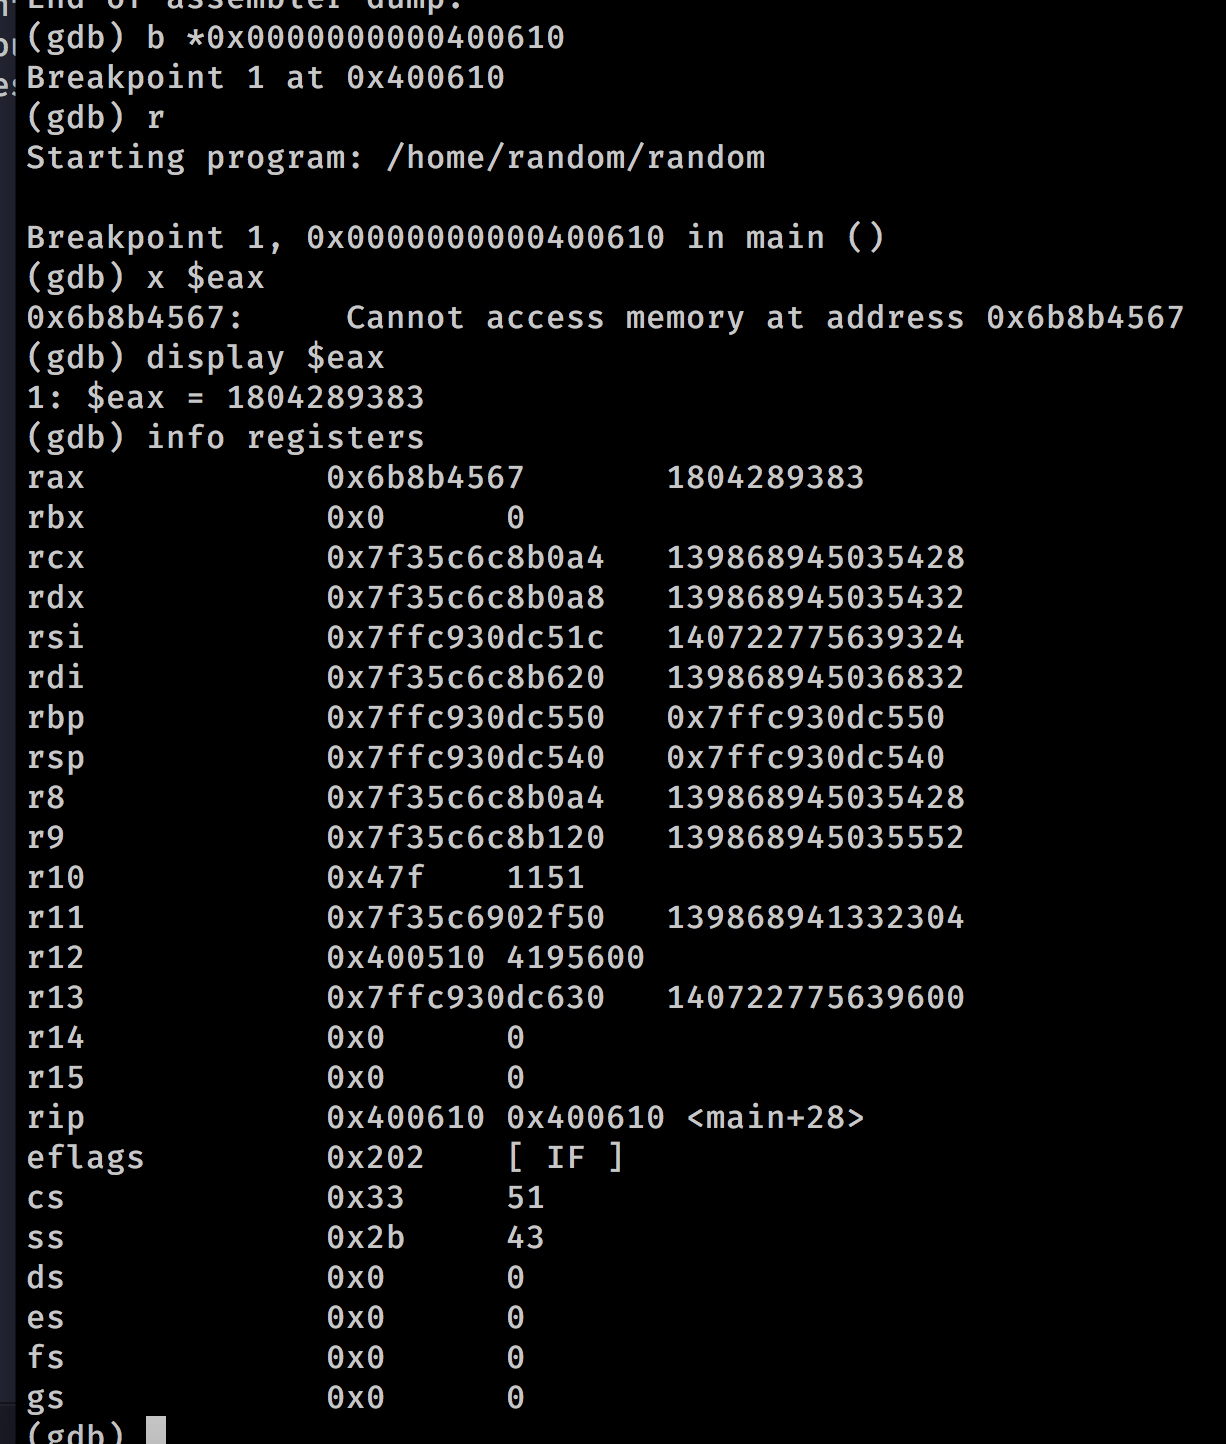 End of assembler dump.
(gdb) b *0x0000000000400610
Breakpoint 1 at 0x400610
(gdb) r
Starting program: /home/random/random
Breakpoint 1, 0x0000000000400610 in main ()
(gdb) x $eax
0x6b8b4567:     Cannot access memory at address 0x6b8b4567
(gdb) display $eax
1: $eax = 1804289383
(gdb) info registers
rax            0x6b8b4567       1804289383
rbx            0x0      0
rcx            0x7f35c6c8b0a4   139868945035428
rdx            0x7f35c6c8b0a8   139868945035432
rsi            0x7ffc930dc51c   140722775639324
rdi            0x7f35c6c8b620   139868945036832
rbp            0x7ffc930dc550   0x7ffc930dc550
rsp            0x7ffc930dc540   0x7ffc930dc540
r8             0x7f35c6c8b0a4   139868945035428
r9             0x7f35c6c8b120   139868945035552
r10            0x47f    1151
r11            0x7f35c6902f50   139868941332304
r12            0x400510 4195600
r13            0x7ffc930dc630   140722775639600
r14            0x0      0
r15            0x0      0
rip            0x400610 0x400610 <main+28>
eflags         0x202    [ IF ]
cs             0x33     51
ss             0x2b     43
ds             0x0      0
es             0x0      0
fs             0x0      0
gs             0x0      0
(gdb)